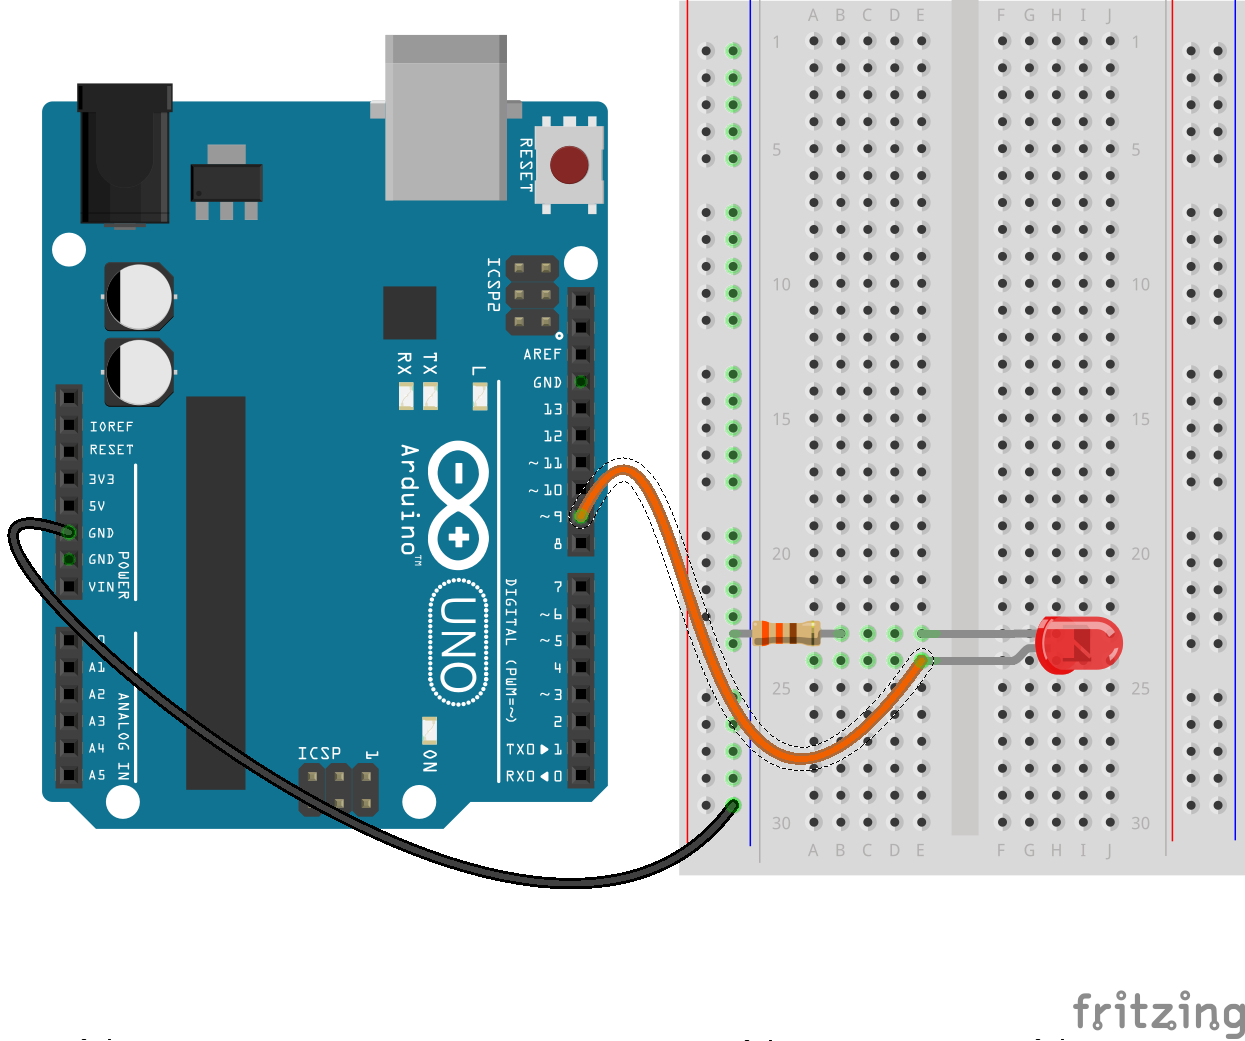 A B C D E F G H I J
1 1
5 5
10 10
15 15
20 20
25 25
30 30
A B C D E F G H I J
RESET
ICSP2
AREF
GND
13
12
~11
~10
~9
8
7
~6
~5
4
~3
2
TX0▶1
RX0◀0
RX
TX
L
IOREF
RESET
3V3
5V
GND
GND
VIN
POWER
A1
A2
A3
A4
A5
ANALOG IN
Arduino™
UNO
DIGITAL (PWM=~)
ICSP
1
ON
fritzing